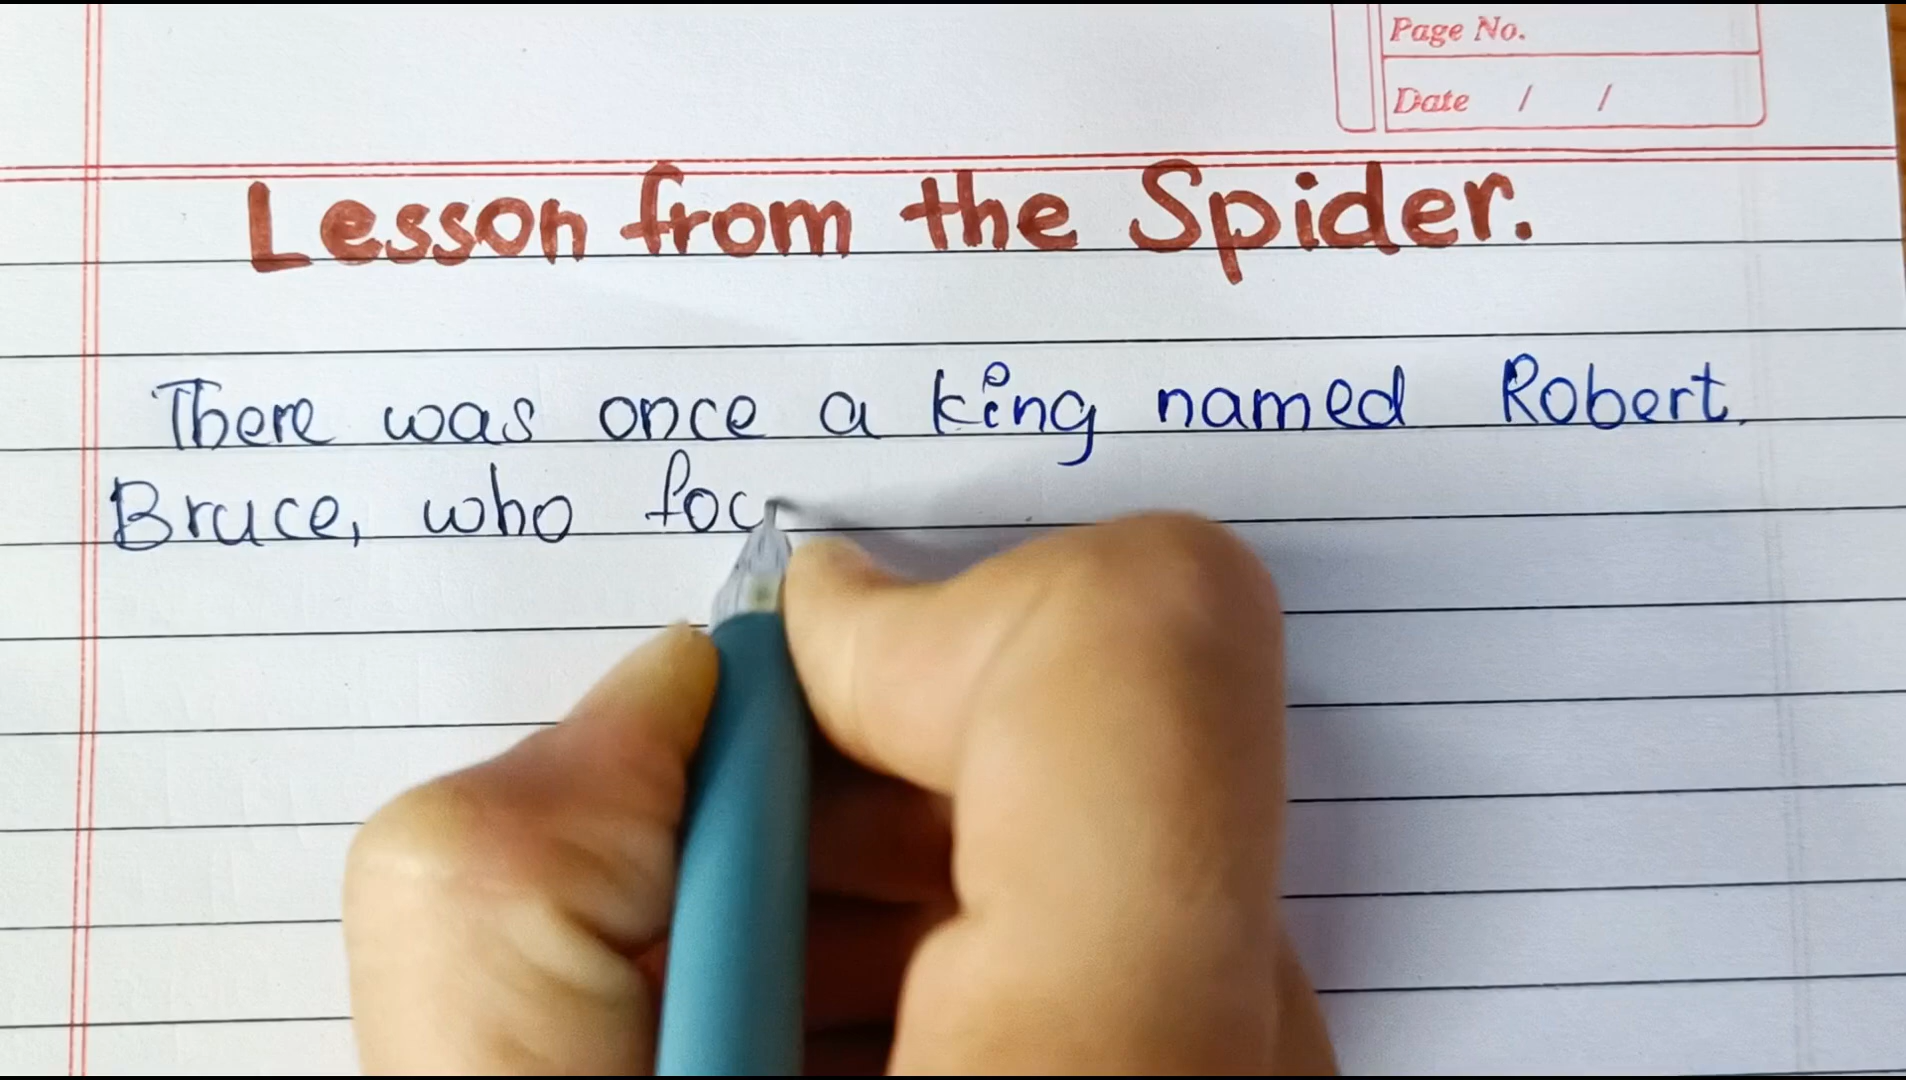 Page No.
Date / /
Lesson from the Spider.
There was once a king named Robert
Bruce, who